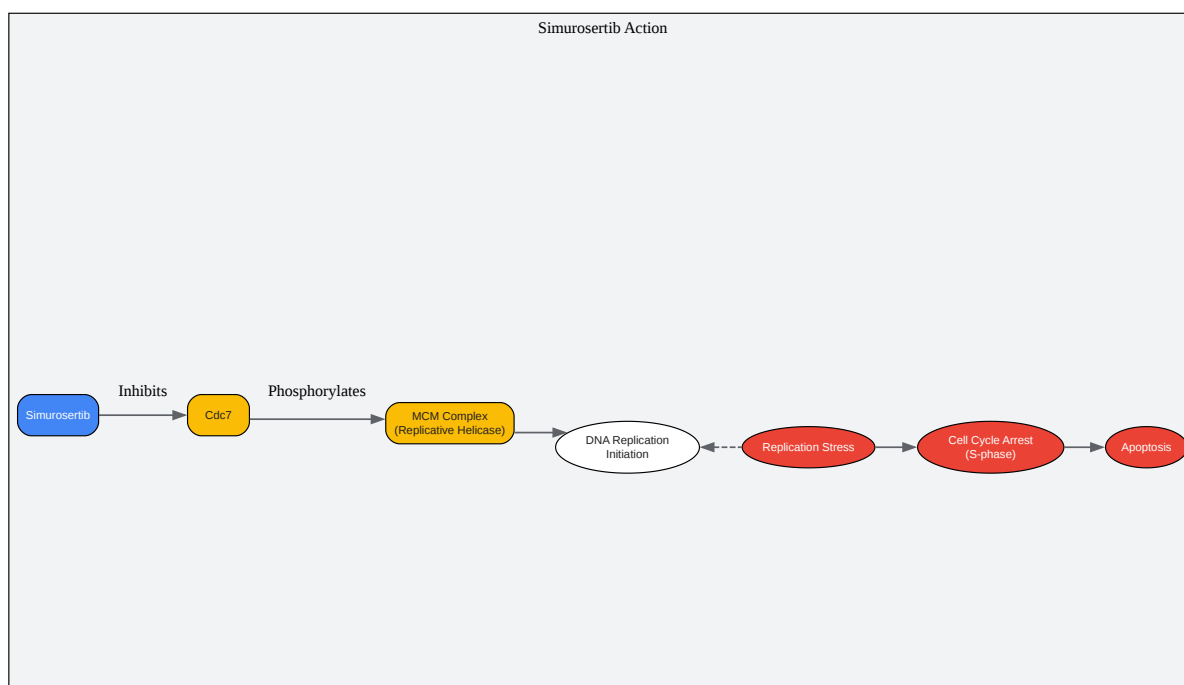 Simurosertib Action
Inhibits
Phosphorylates
Simurosertib
Cdc7
MCM Complex
(Replicative Helicase)
DNA Replication
Initiation
Replication Stress
Cell Cycle Arrest
(S-phase)
Apoptosis